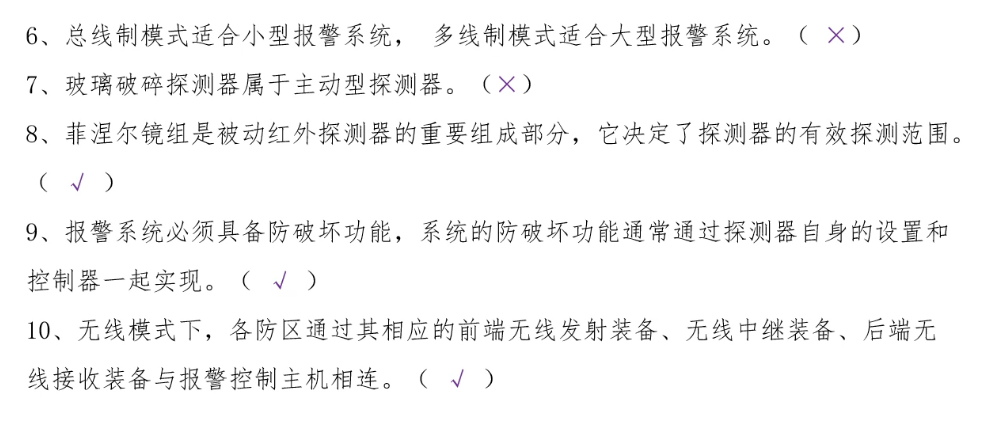 6、总线制模式适合小型报警系统， 多线制模式适合大型报警系统。（ ×）
7、玻璃破碎探测器属于主动型探测器。（×）
8、菲涅尔镜组是被动红外探测器的重要组成部分，它决定了探测器的有效探测范围。
（ √ ）
9、报警系统必须具备防破坏功能，系统的防破坏功能通常通过探测器自身的设置和
控制器一起实现。（ √ ）
10、无线模式下，各防区通过其相应的前端无线发射装备、无线中继装备、后端无
线接收装备与报警控制主机相连。（ √ ）